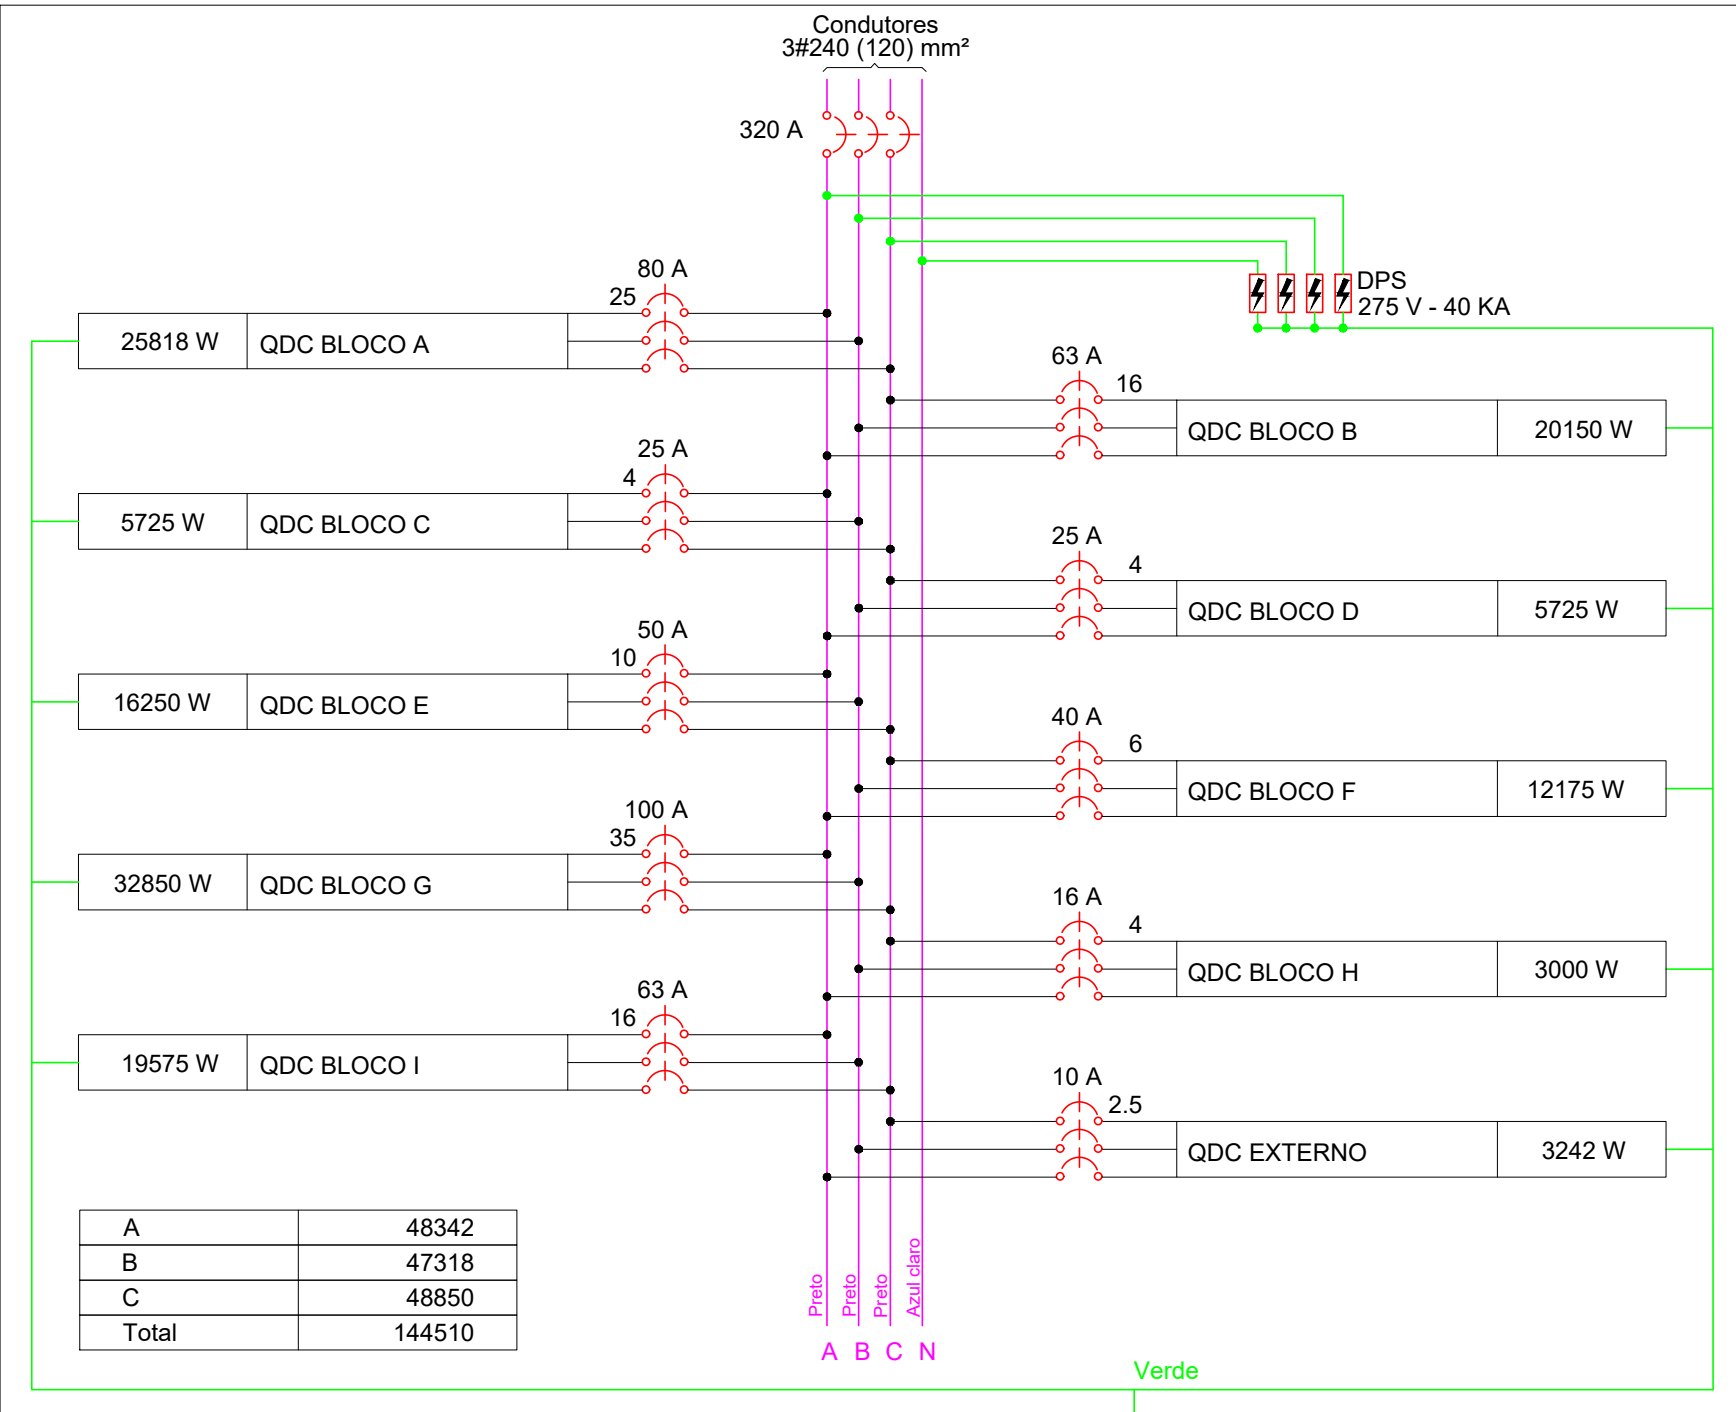 Condutores
3#240 (120) mm²
320 A
DPS
275 V - 40 KA
80 A
25
25818 W QDC BLOCO A
63 A
16
QDC BLOCO B 20150 W
25 A
4
5725 W QDC BLOCO C
25 A
4
QDC BLOCO D 5725 W
50 A
10
16250 W QDC BLOCO E
40 A
6
QDC BLOCO F 12175 W
100 A
35
32850 W QDC BLOCO G
16 A
4
QDC BLOCO H 3000 W
63 A
16
19575 W QDC BLOCO I
10 A
2.5
QDC EXTERNO 3242 W
A 48342
B 47318
C 48850
Total 144510
Preto
Preto
Preto
Azul claro
A B C N
Verde